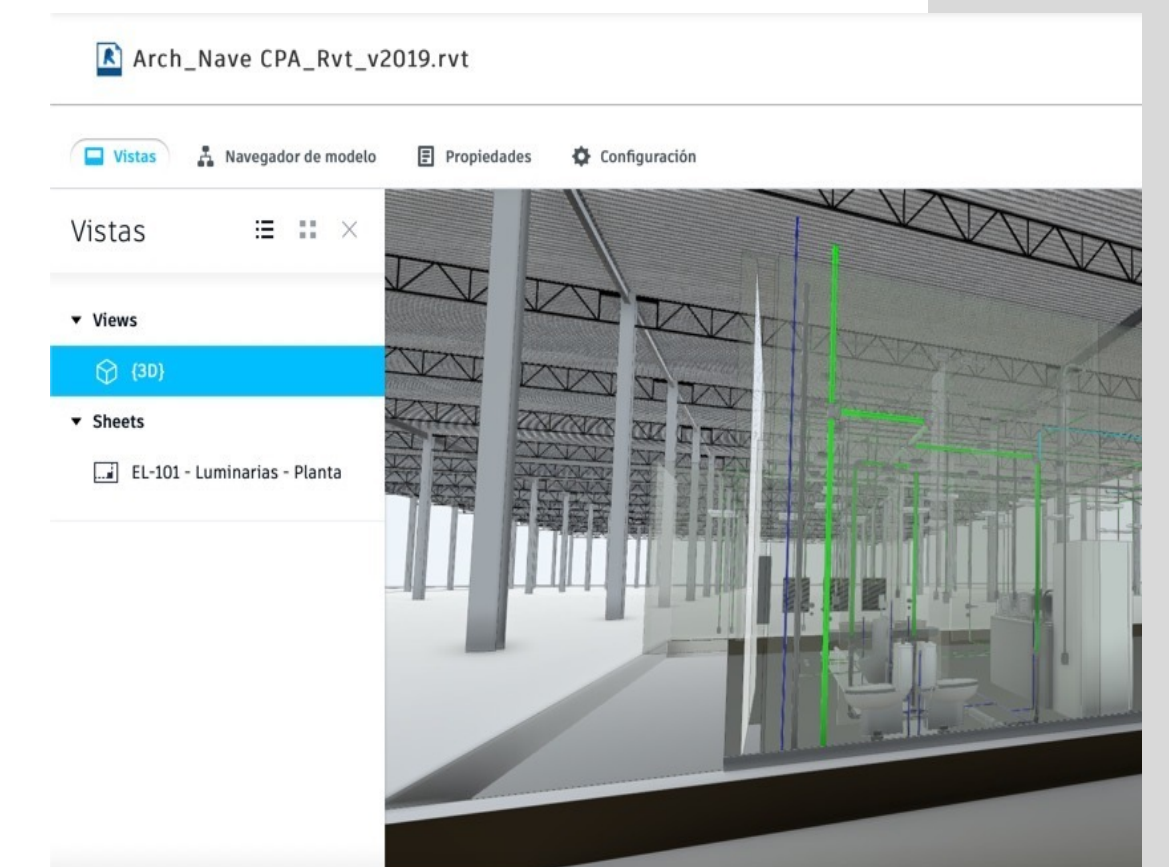 Arch_Nave CPA_Rvt_v2019.rvt
Vistas Navegador de modelo Propiedades Configuración
Vistas
Views
{3D}
Sheets
EL-101 - Luminarias - Planta